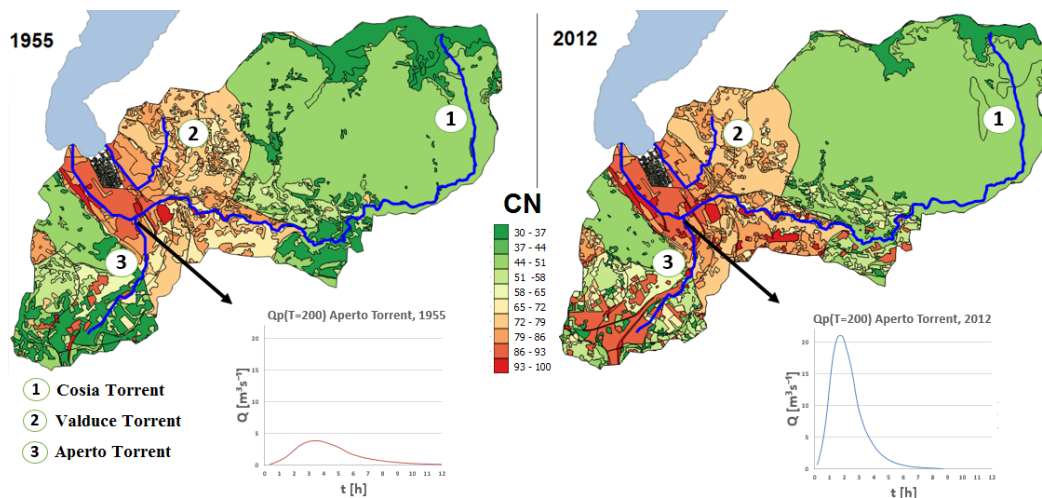 1955
1
2
3
1 Cosia Torrent
2 Valduce Torrent
3 Aperto Torrent
Qp(T=200) Aperto Torrent, 1955
Q [m³s⁻¹]
20
15
10
5
0
0 1 2 3 4 5 6 7 8 9 10 11 12
t [h]
CN
30 - 37
37 - 44
44 - 51
51 - 58
58 - 65
65 - 72
72 - 79
79 - 86
86 - 93
93 - 100
2012
1
2
3
Qp(T=200) Aperto Torrent, 2012
Q [m³s⁻¹]
20
15
10
5
0
0 1 2 3 4 5 6 7 8 9 10 11 12
t [h]